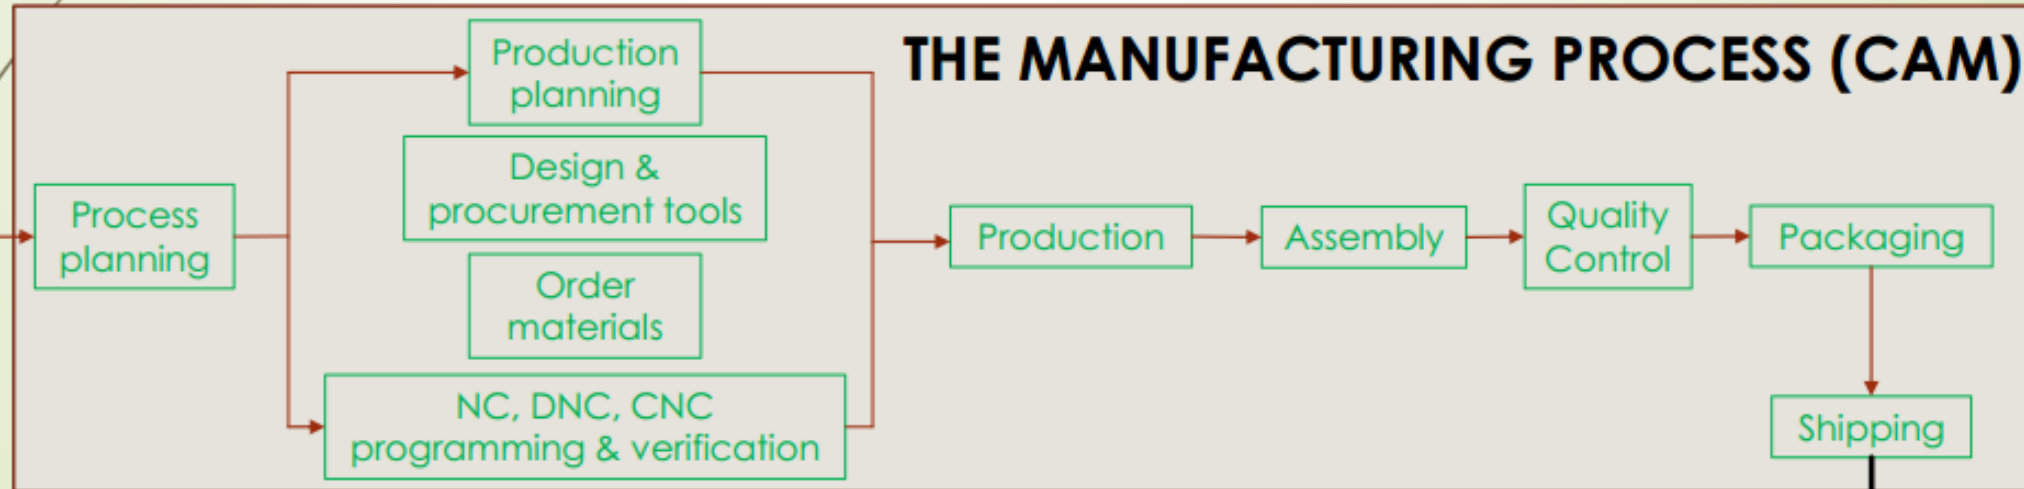 THE MANUFACTURING PROCESS (CAM)
Process
planning
Production
planning
Design &
procurement tools
Order
materials
NC, DNC, CNC
programming & verification
Production
Assembly
Quality
Control
Packaging
Shipping